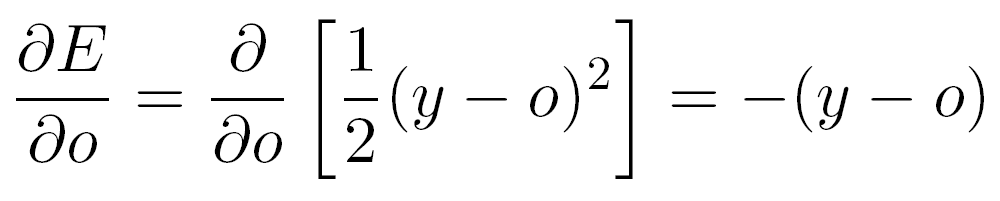 ∂E/∂o = ∂/∂o [1/2(y − o)²] = −(y − o)